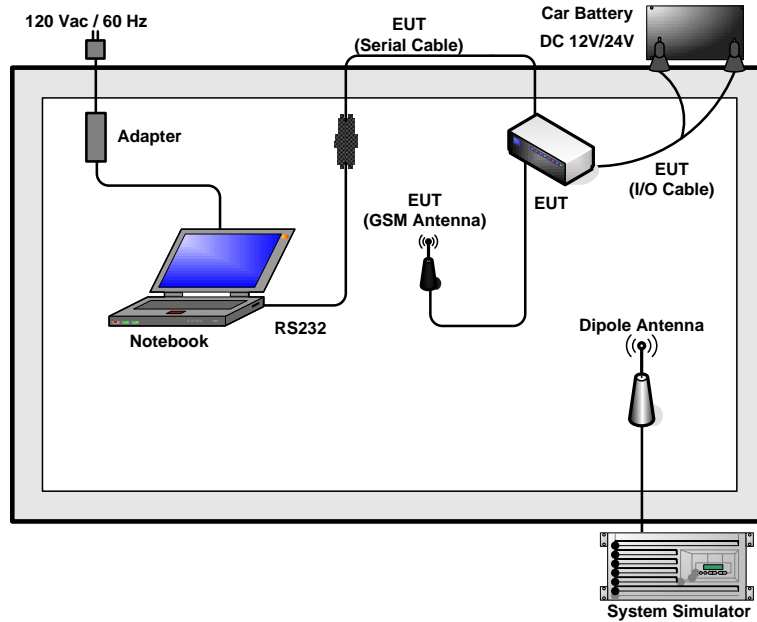 120 Vac / 60 Hz
EUT
(Serial Cable)
Car Battery
DC 12V/24V
Adapter
EUT
(I/O Cable)
EUT
EUT
(GSM Antenna)
Notebook
RS232
Dipole Antenna
System Simulator